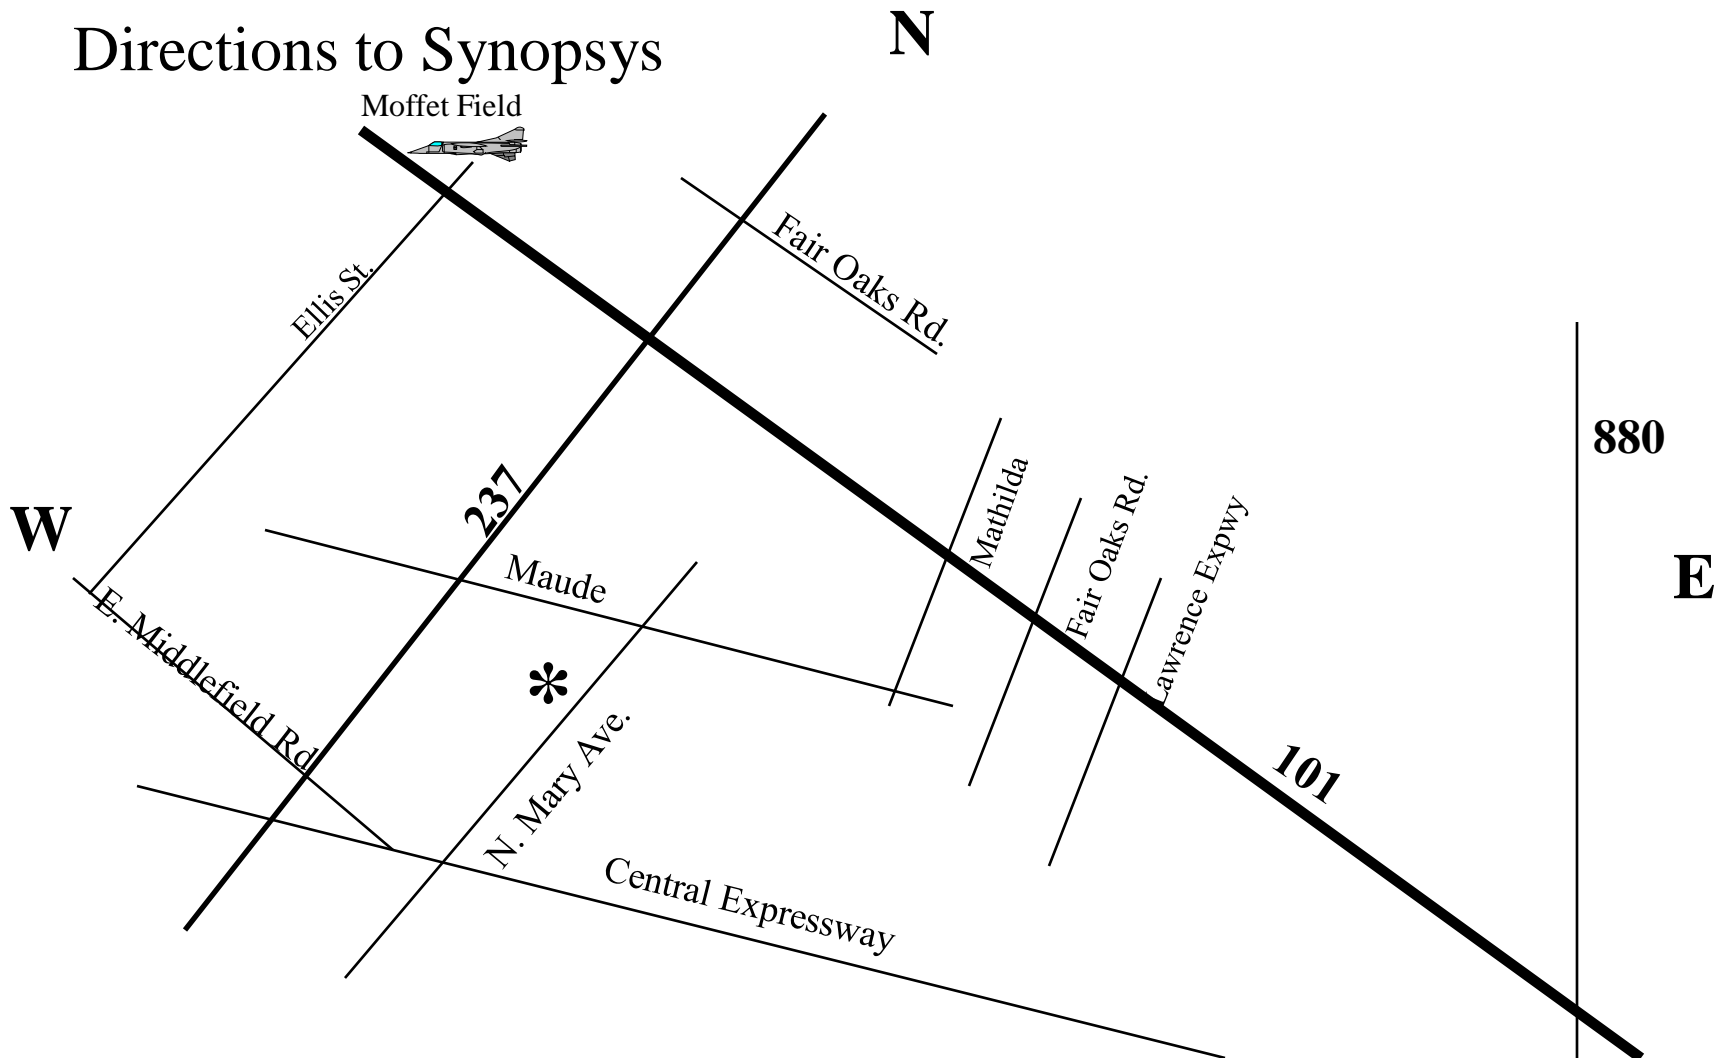 Directions to Synopsys
N
Moffet Field
Fair Oaks Rd.
Ellis St.
880
237
Mathilda
Fair Oaks Rd.
Lawrence Expwy
W
E
Maude
E. Middlefield Rd
*
N. Mary Ave.
101
Central Expressway